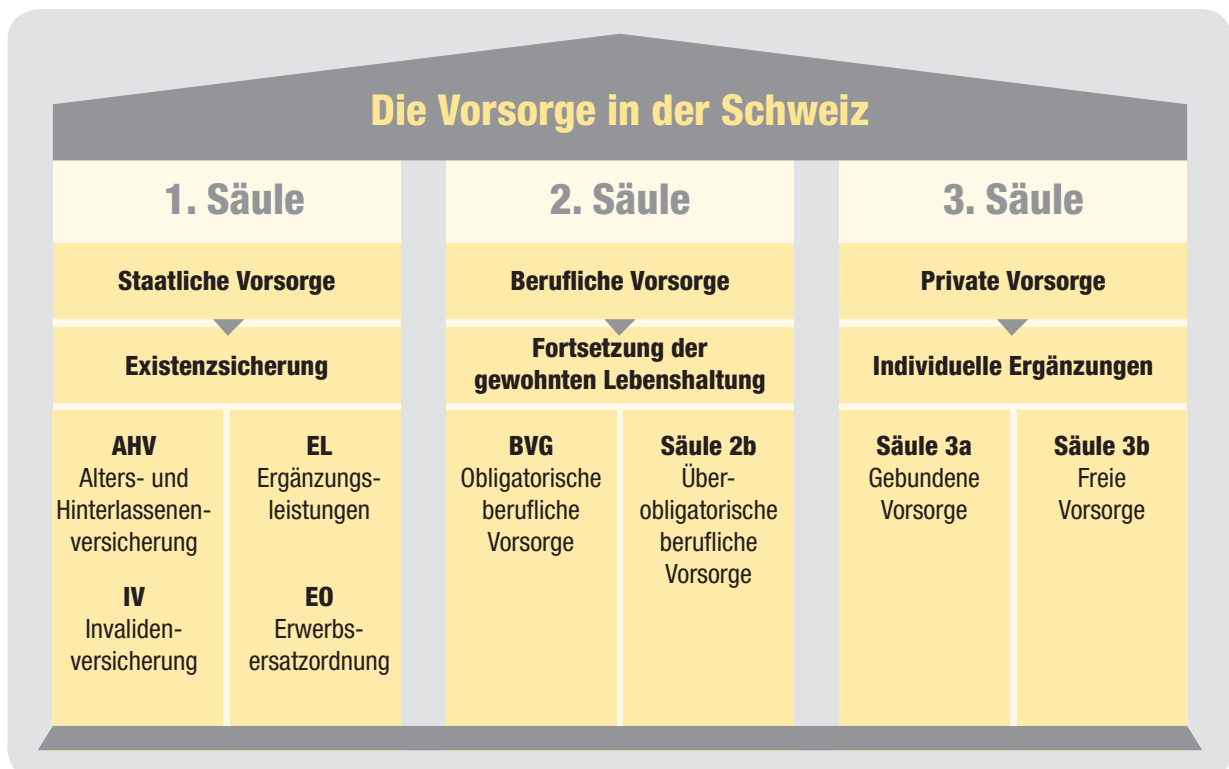 Die Vorsorge in der Schweiz
1. Säule
Staatliche Vorsorge
Existenzsicherung
AHV
Alters- und
Hinterlassenen-
versicherung
IV
Invaliden-
versicherung
EL
Ergänzungs-
leistungen
EO
Erwerbs-
ersatzordnung
2. Säule
Berufliche Vorsorge
Fortsetzung der
gewohnten Lebenshaltung
BVG
Obligatorische
berufliche
Vorsorge
Säule 2b
Über-
obligatorische
berufliche
Vorsorge
3. Säule
Private Vorsorge
Individuelle Ergänzungen
Säule 3a
Gebundene
Vorsorge
Säule 3b
Freie
Vorsorge